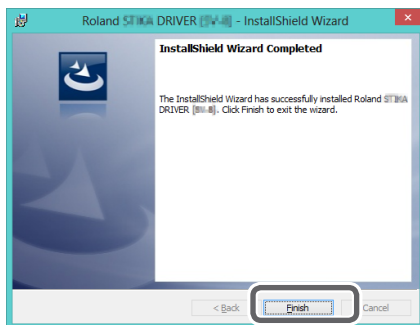 Roland DRIVER - InstallShield Wizard
InstallShield Wizard Completed
The InstallShield Wizard has successfully installed Roland
DRIVER . Click Finish to exit the wizard.
< Back
Finish
Cancel